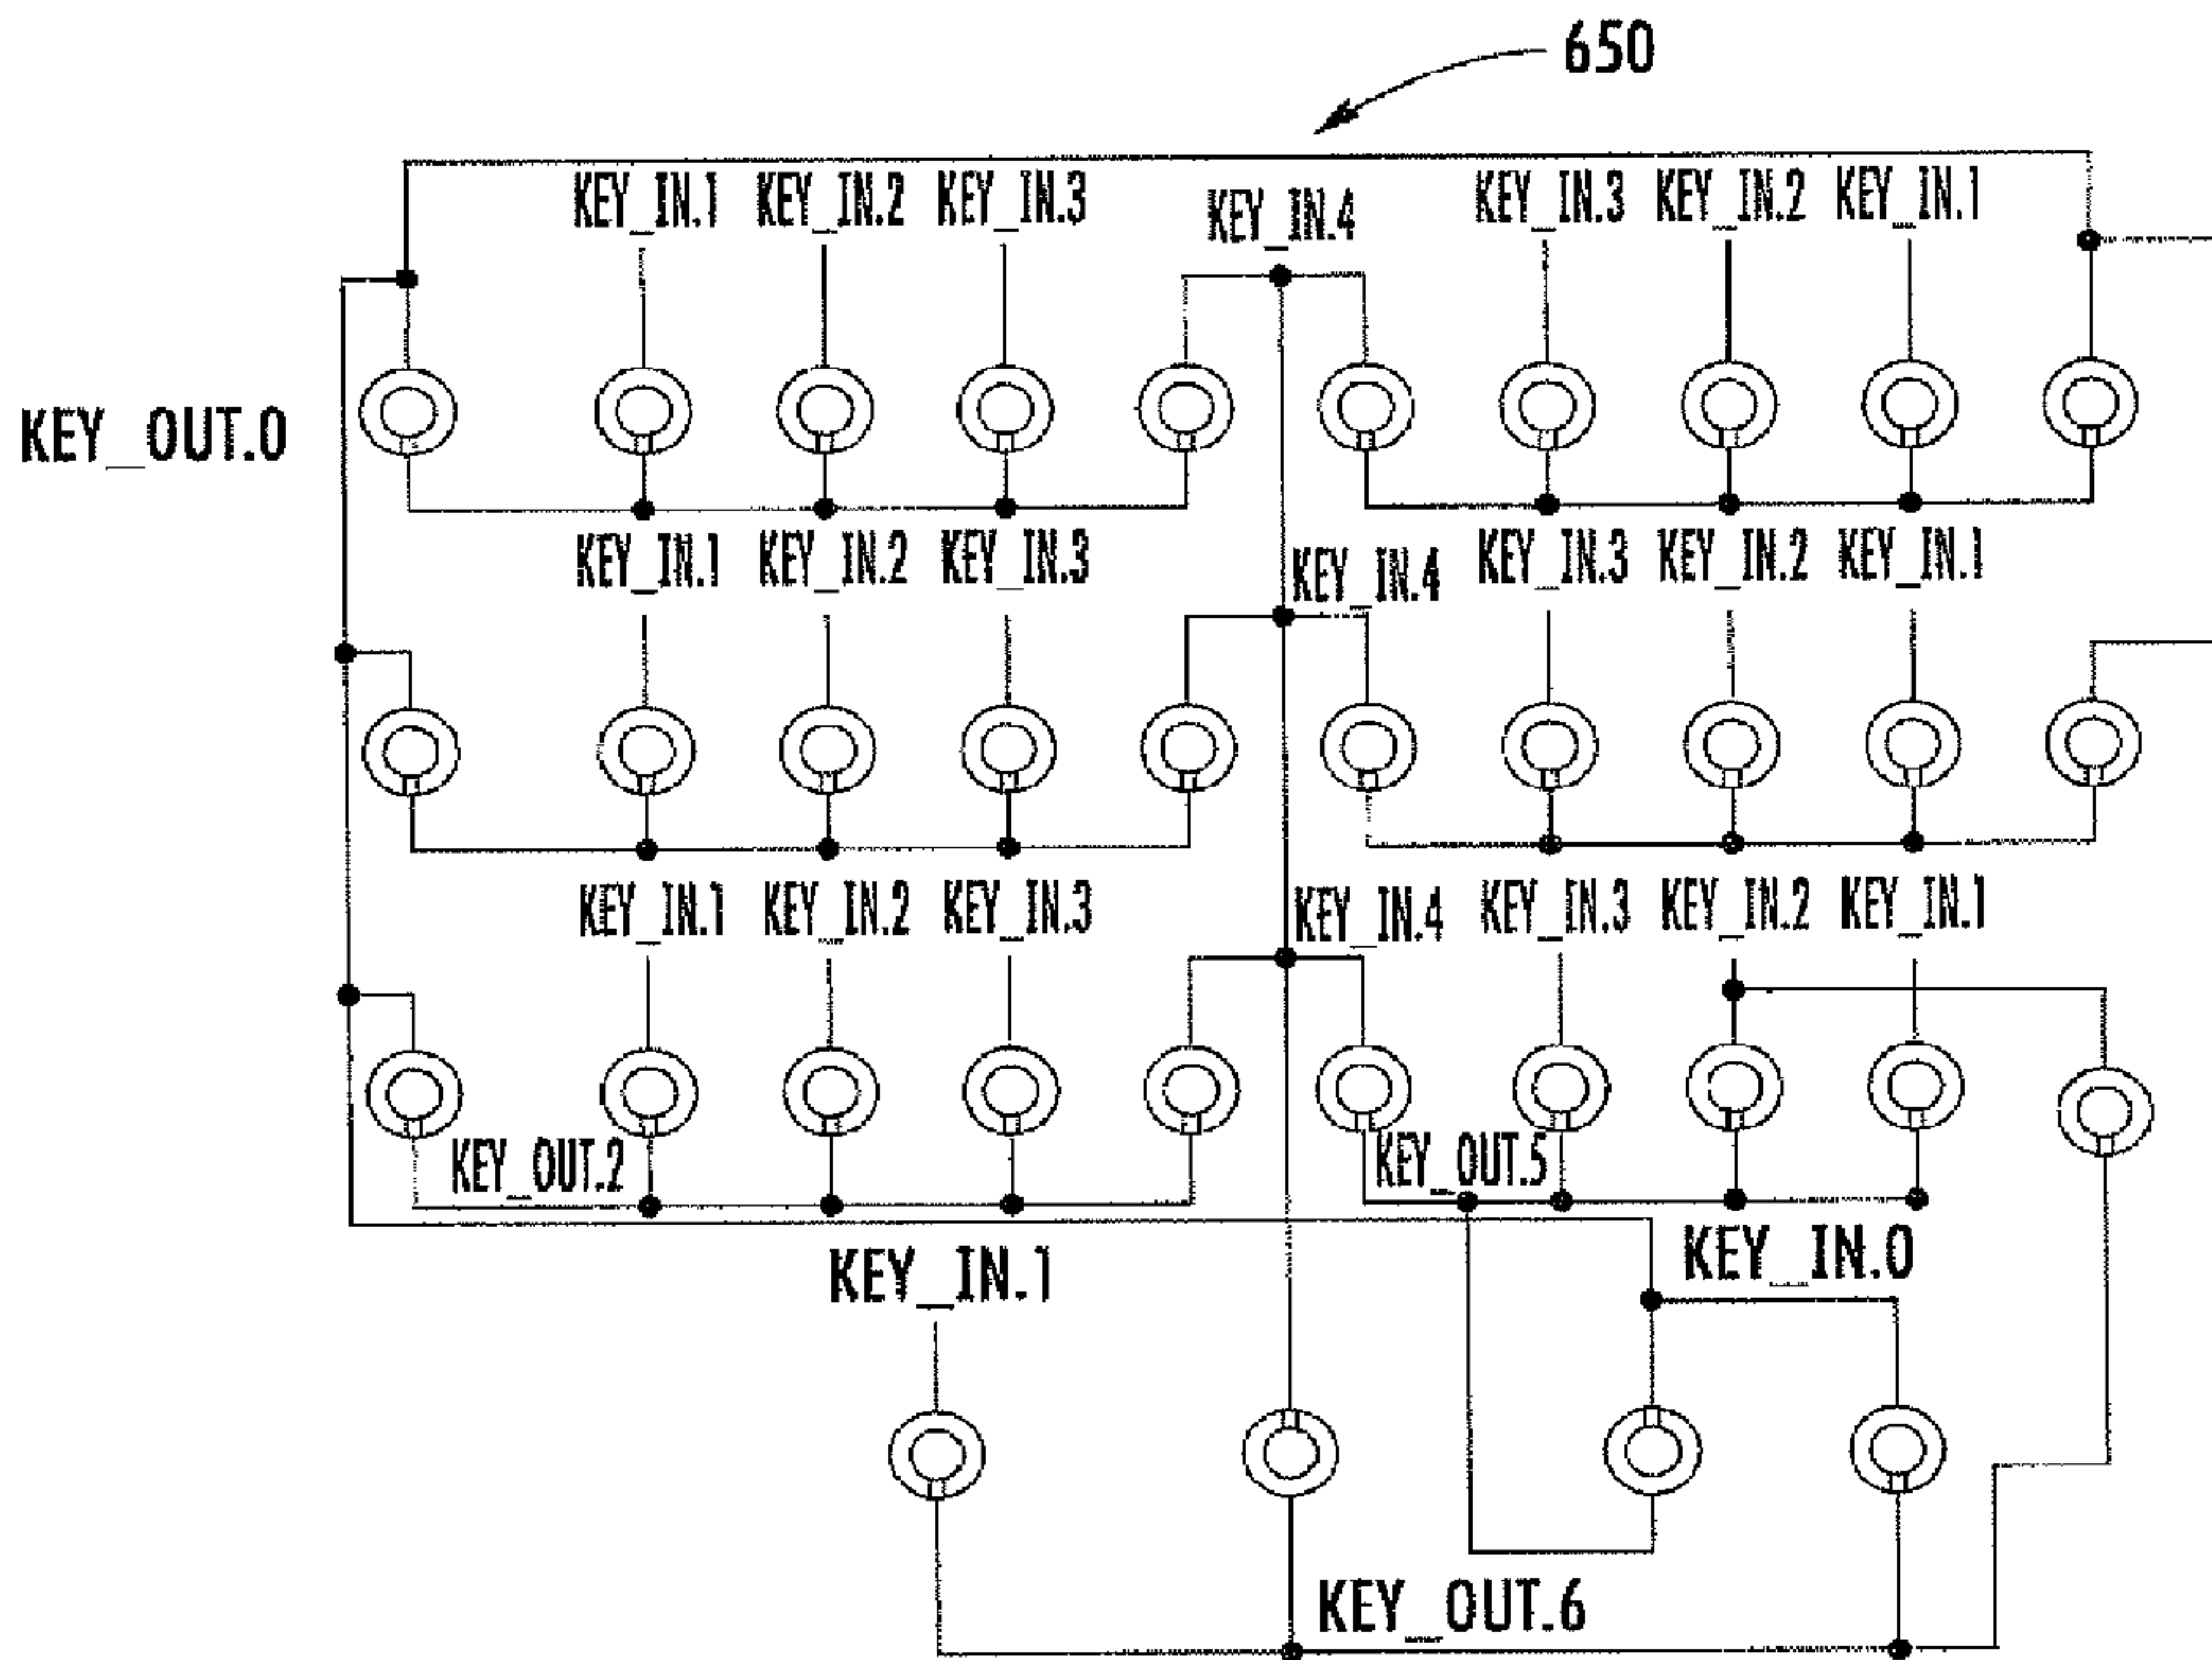 650
KEY_IN.1 KEY_IN.2 KEY_IN.3 KEY_IN.4 KEY_IN.3 KEY_IN.2 KEY_IN.1
KEY_OUT.0
KEY_IN.1 KEY_IN.2 KEY_IN.3 KEY_IN.4 KEY_IN.3 KEY_IN.2 KEY_IN.1
KEY_IN.1 KEY_IN.2 KEY_IN.3 KEY_IN.4 KEY_IN.3 KEY_IN.2 KEY_IN.1
KEY_OUT.2 KEY_OUT.5
KEY_IN.1 KEY_IN.0
KEY_OUT.6